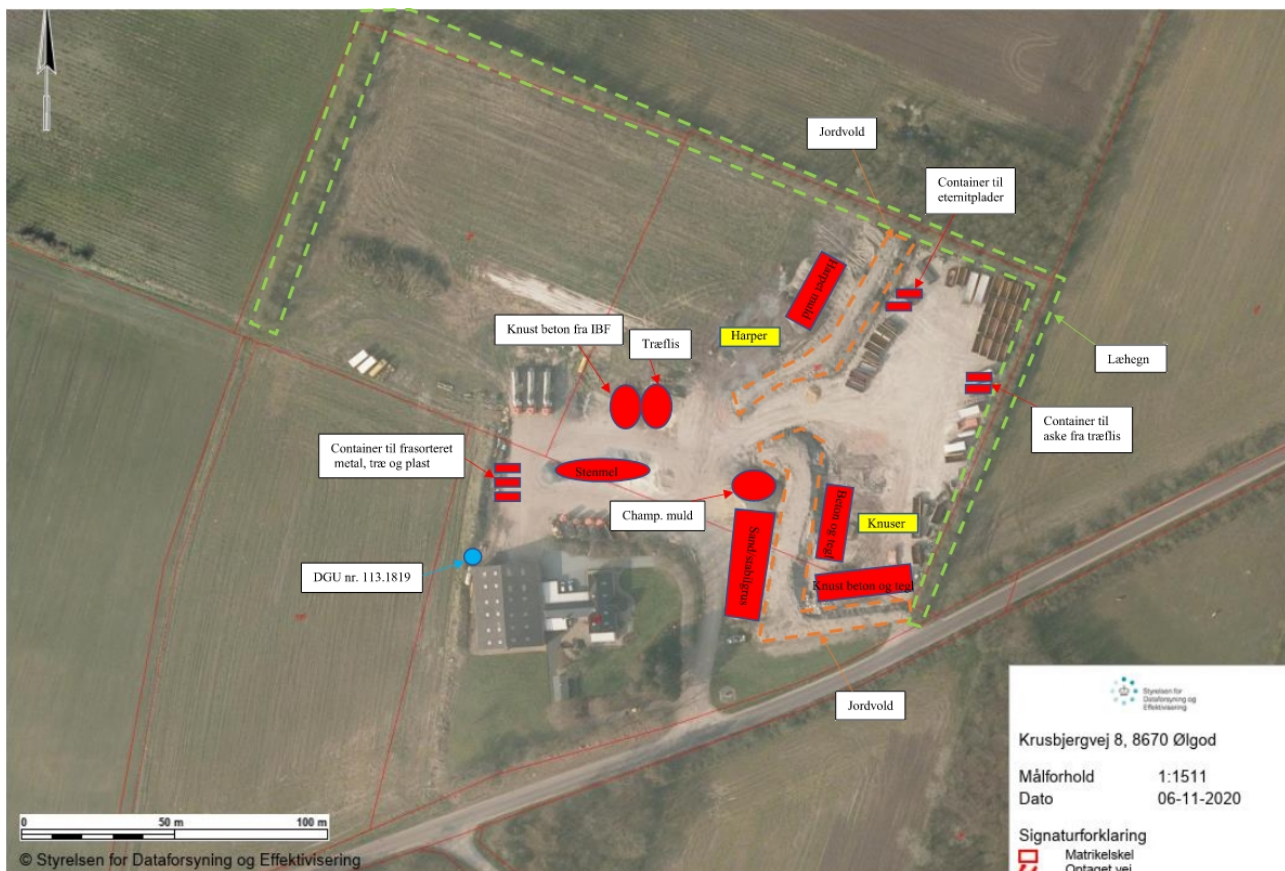 Jordvold
Container til
eternitplader
Harpet muld
Knust beton fra IBF
Træflis
Harper
Læhegn
Container til
aske fra træflis
Container til frasorteret
metal, træ og plast
Stenmel
Champ. muld
Beton og tegl
Knuser
Sand/stabilgrus
DGU nr. 113.1819
Knust beton og tegl
Jordvold
Styrelsen for
Dataforsyning og
Effektivisering
Krusbjergvej 8, 8670 Ølgod
Målforhold 1:1511
Dato 06-11-2020
Signaturforklaring
Matrikelskel
Optaget vej
0 50 m 100 m
© Styrelsen for Dataforsyning og Effektivisering